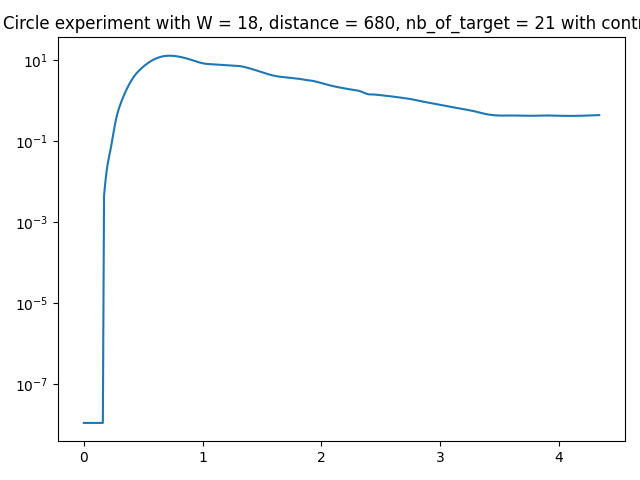 Circle experiment with W = 18, distance = 680, nb_of_target = 21 with contr
10¹
10⁻¹
10⁻³
10⁻⁵
10⁻⁷
0 1 2 3 4